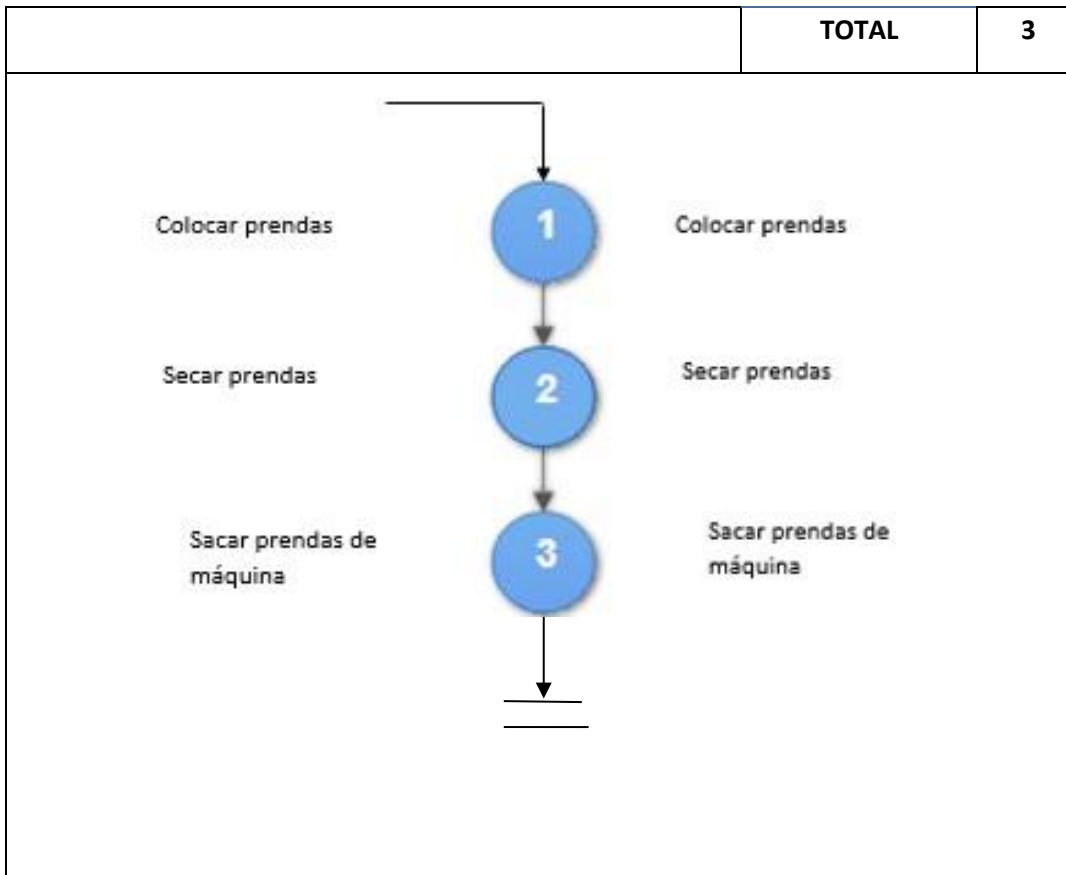 TOTAL 3
Colocar prendas 1 Colocar prendas
Secar prendas 2 Secar prendas
Sacar prendas de
máquina
3
Sacar prendas de
máquina